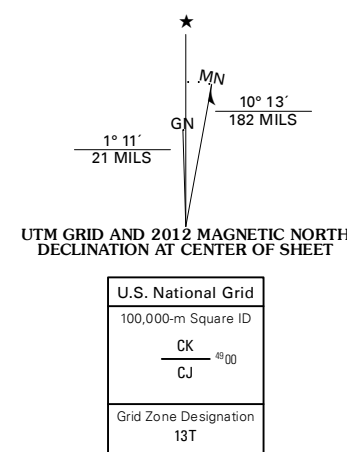 ★
MN
GN
10° 13´
182 MILS
1° 11´
21 MILS
UTM GRID AND 2012 MAGNETIC NORTH
DECLINATION AT CENTER OF SHEET
U.S. National Grid
100,000-m Square ID
CK
4900
CJ
Grid Zone Designation
13T